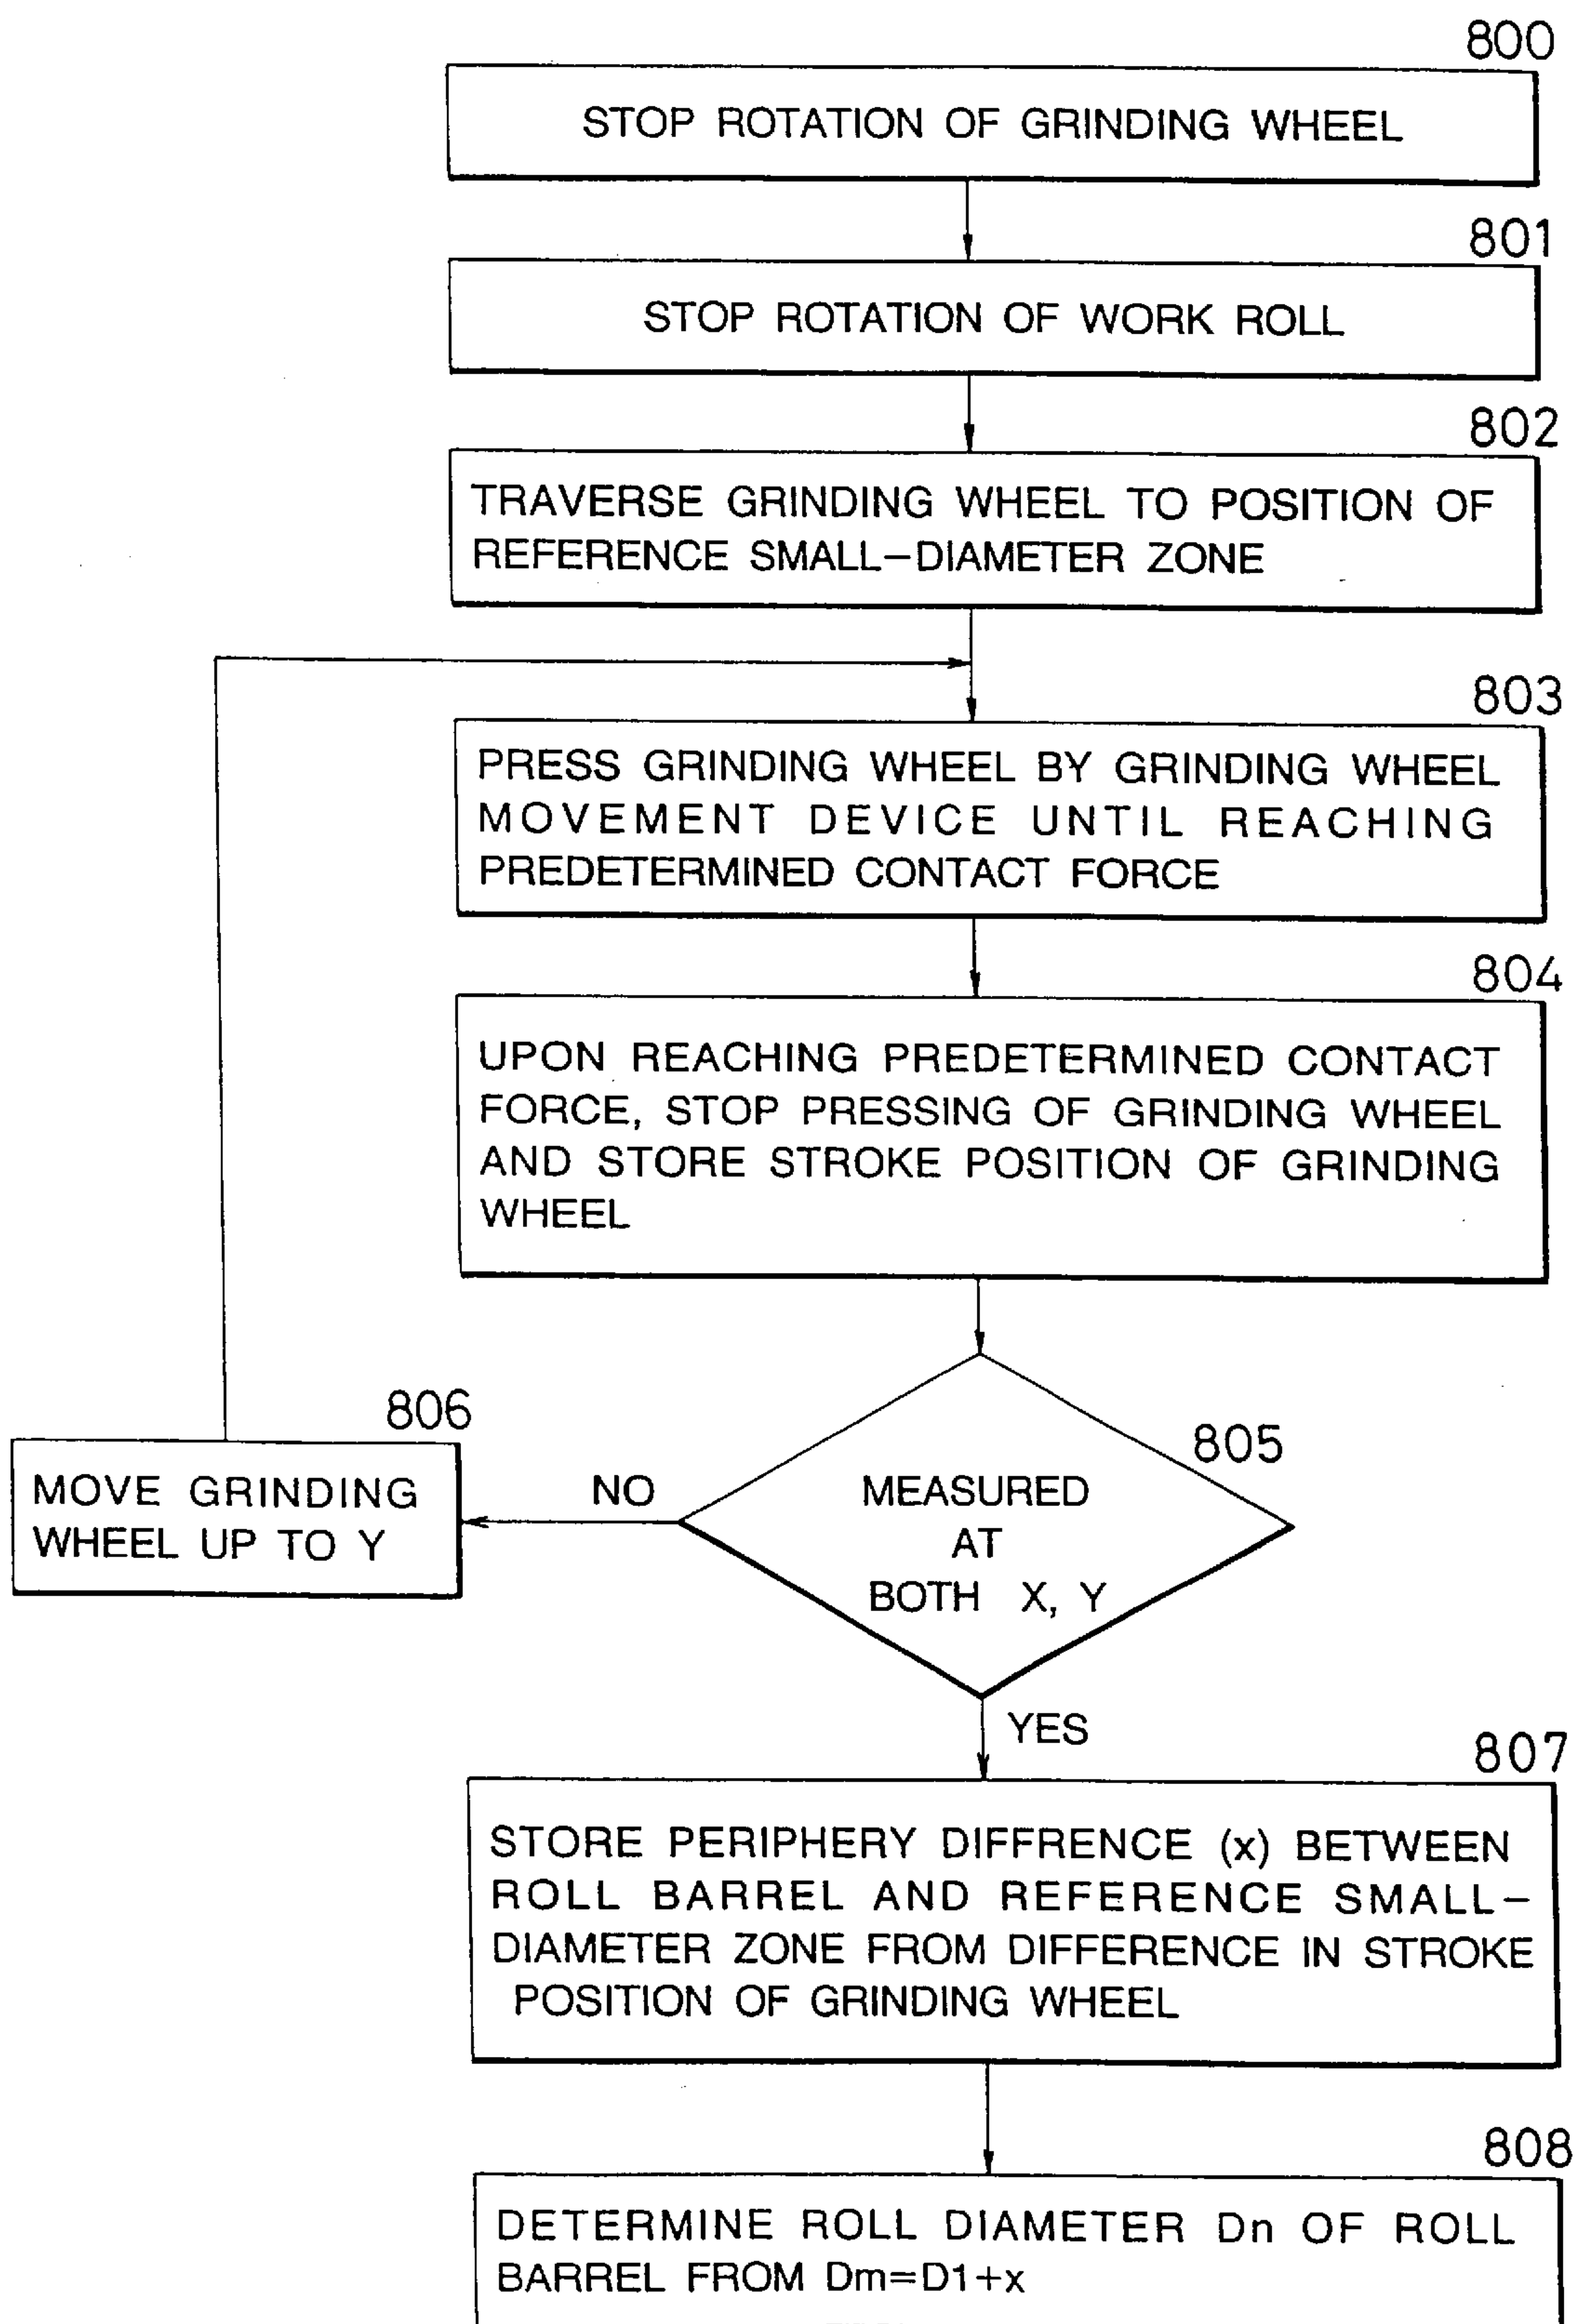 800
STOP ROTATION OF GRINDING WHEEL
801
STOP ROTATION OF WORK ROLL
802
TRAVERSE GRINDING WHEEL TO POSITION OF
REFERENCE SMALL-DIAMETER ZONE
803
PRESS GRINDING WHEEL BY GRINDING WHEEL
MOVEMENT DEVICE UNTIL REACHING
PREDETERMINED CONTACT FORCE
804
UPON REACHING PREDETERMINED CONTACT
FORCE, STOP PRESSING OF GRINDING WHEEL
AND STORE STROKE POSITION OF GRINDING
WHEEL
805
MEASURED
AT
BOTH X, Y
NO
806
MOVE GRINDING
WHEEL UP TO Y
YES
807
STORE PERIPHERY DIFFRENCE (x) BETWEEN
ROLL BARREL AND REFERENCE SMALL-
DIAMETER ZONE FROM DIFFERENCE IN STROKE
POSITION OF GRINDING WHEEL
808
DETERMINE ROLL DIAMETER Dn OF ROLL
BARREL FROM Dm=D1+x